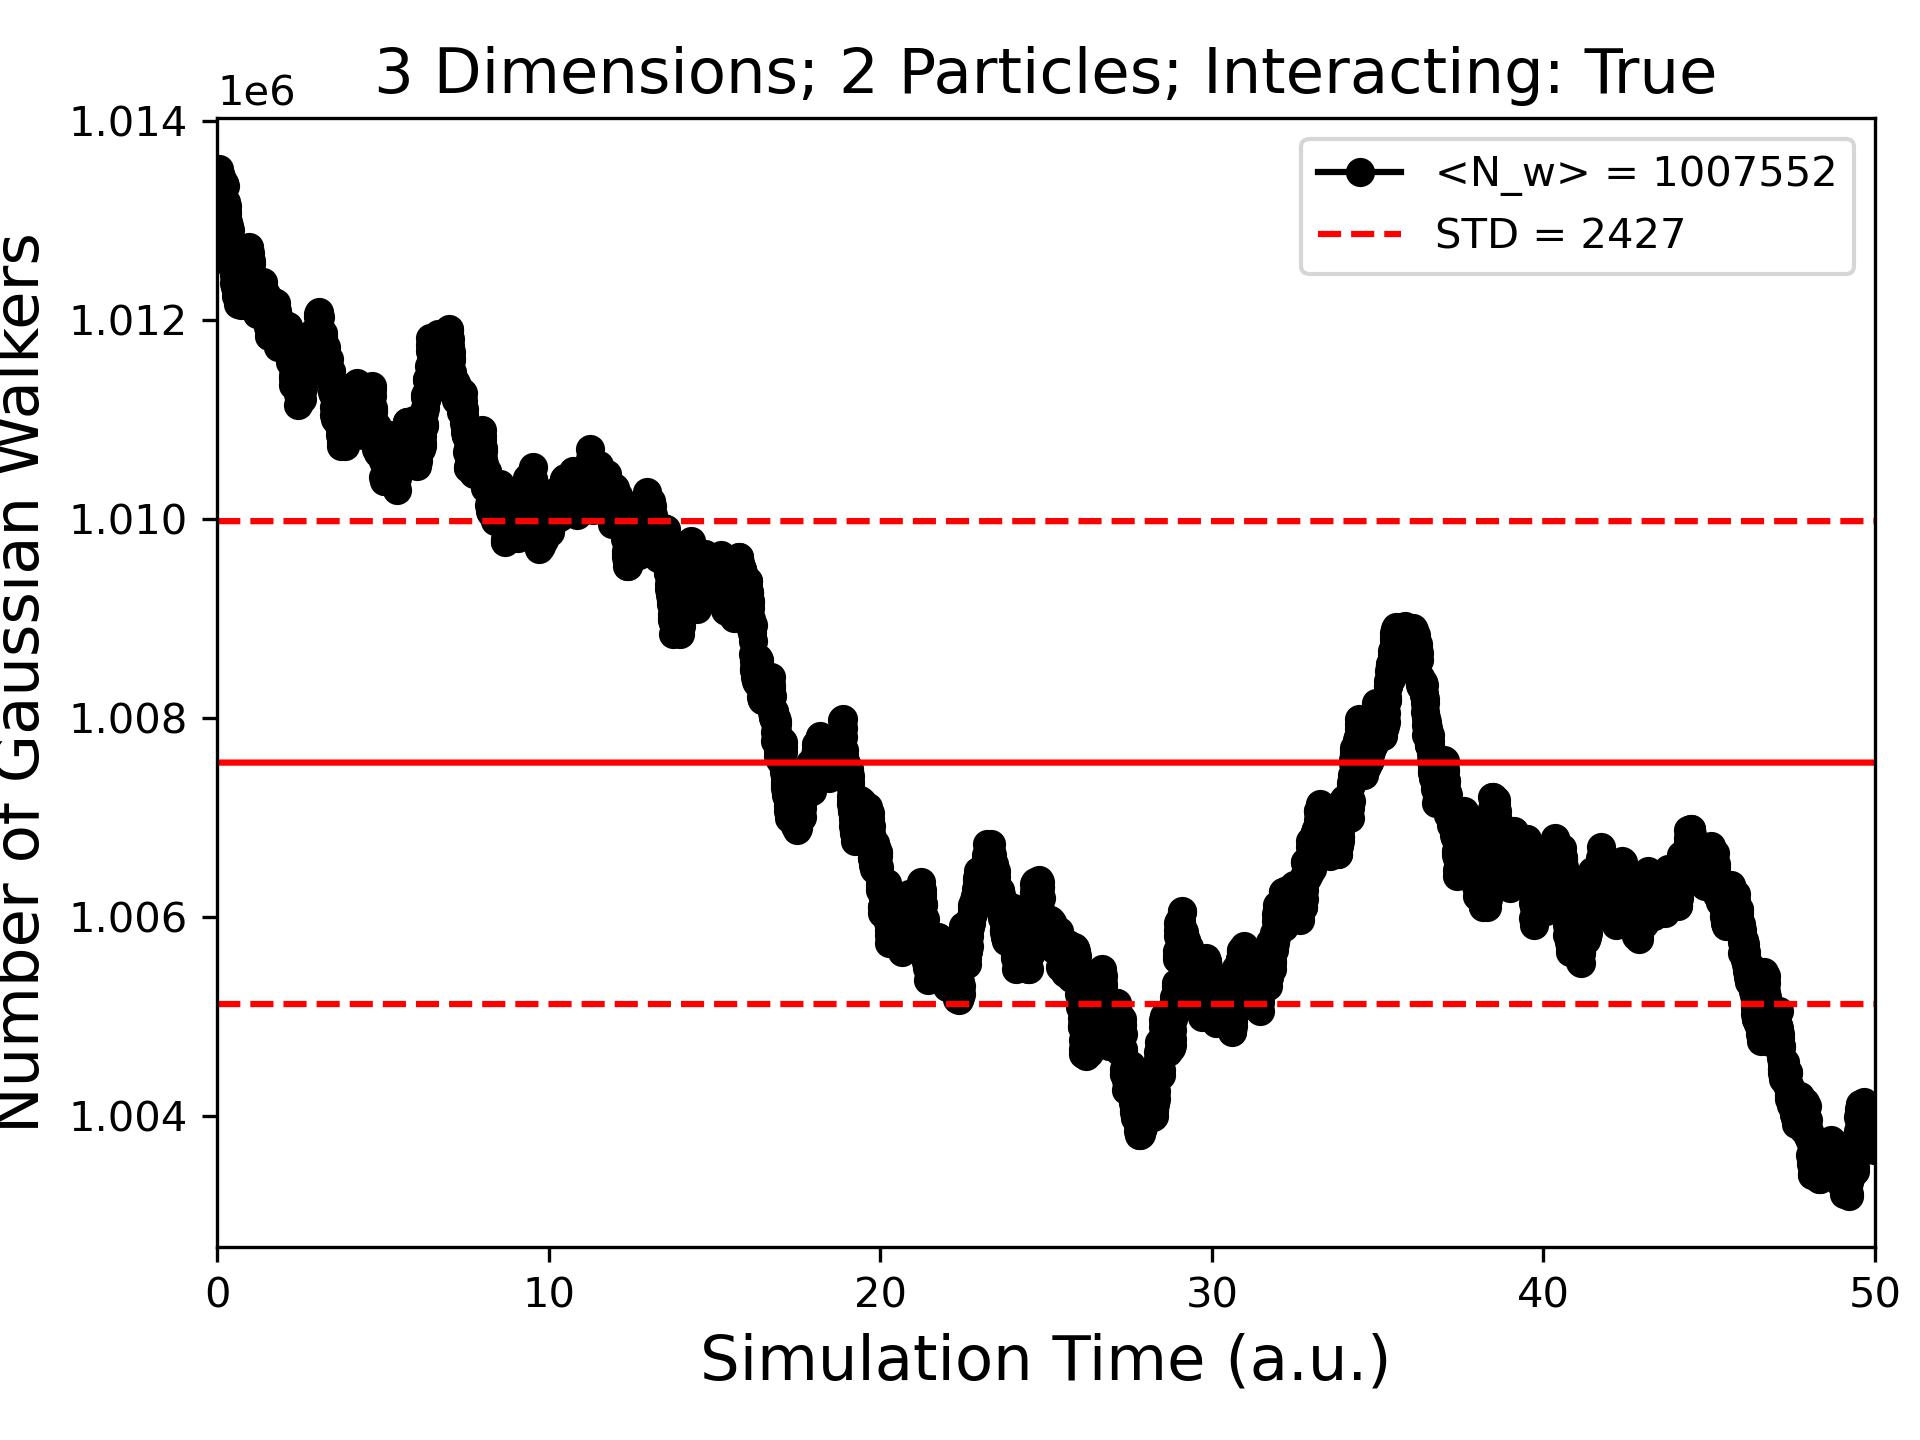 3 Dimensions; 2 Particles; Interacting: True
1e6
1.014
1.012
1.010
1.008
1.006
1.004
Number of Gaussian Walkers
<N_w> = 1007552
STD = 2427
0 10 20 30 40 50
Simulation Time (a.u.)